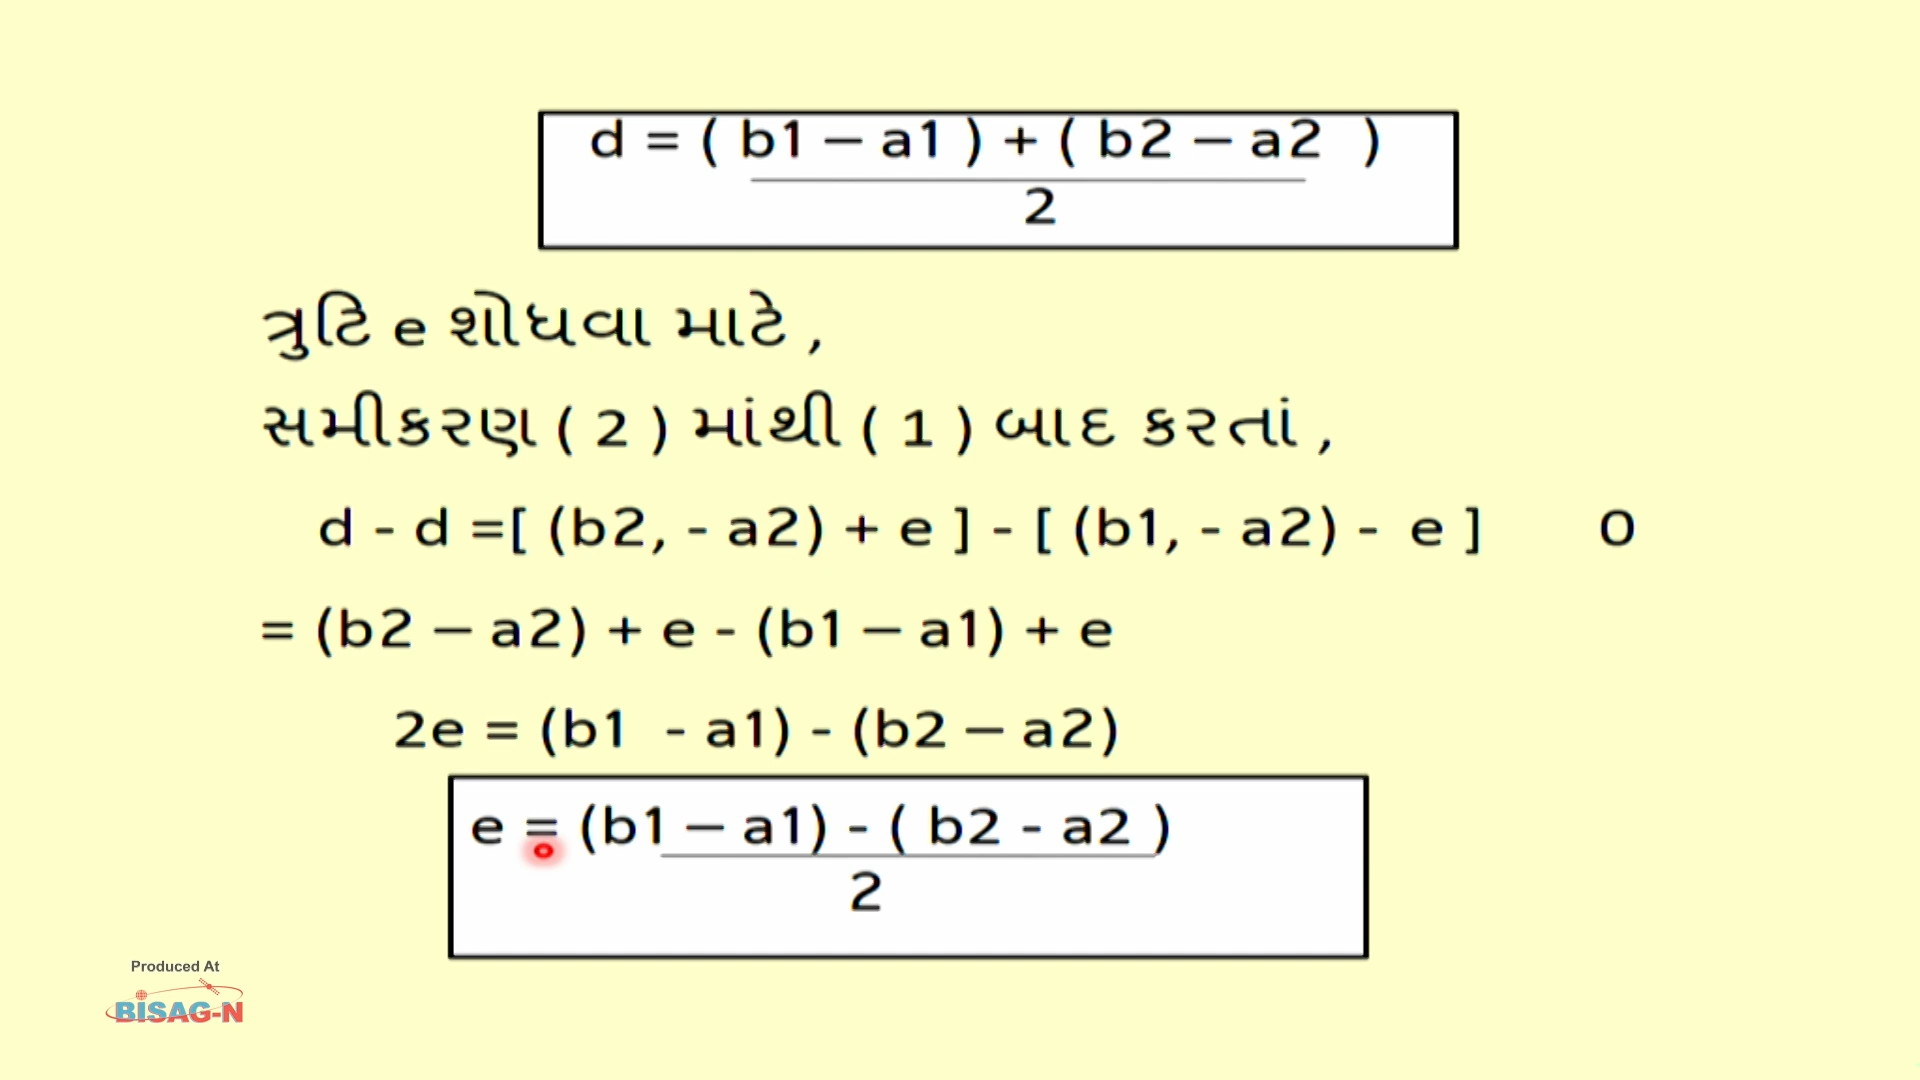 d = ( b1 – a1 ) + ( b2 – a2 )
2
ત્રુટિ e શોધવા માટે ,
સમીકરણ ( 2 ) માંથી ( 1 ) બાદ કરતાં ,
d - d =[ (b2, - a2) + e ] - [ (b1, - a2) - e ] 0
= (b2 – a2) + e - (b1 – a1) + e
2e = (b1 - a1) - (b2 – a2)
e = (b1 – a1) - ( b2 - a2 )
2
Produced At
BISAG-N